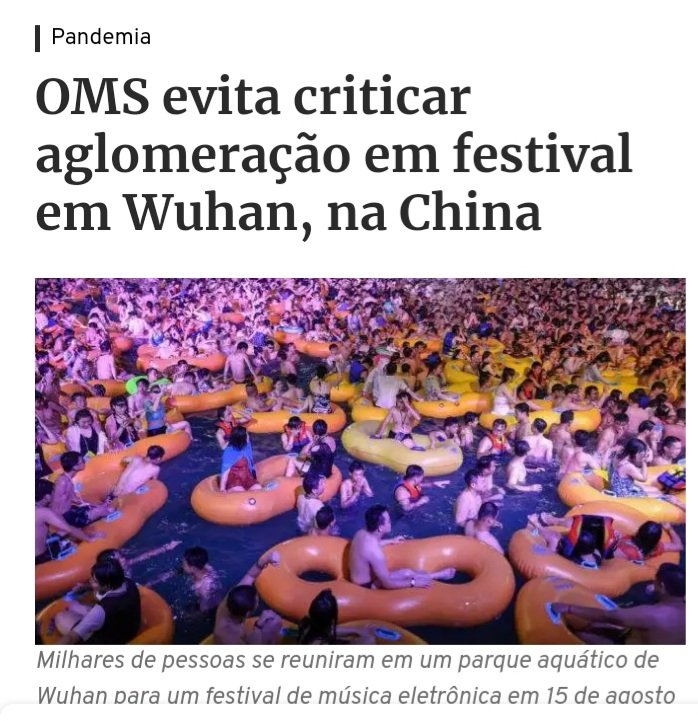 Pandemia
OMS evita criticar
aglomeração em festival
em Wuhan, na China
Milhares de pessoas se reuniram em um parque aquático de
Wuhan para um festival de música eletrônica em 15 de agosto